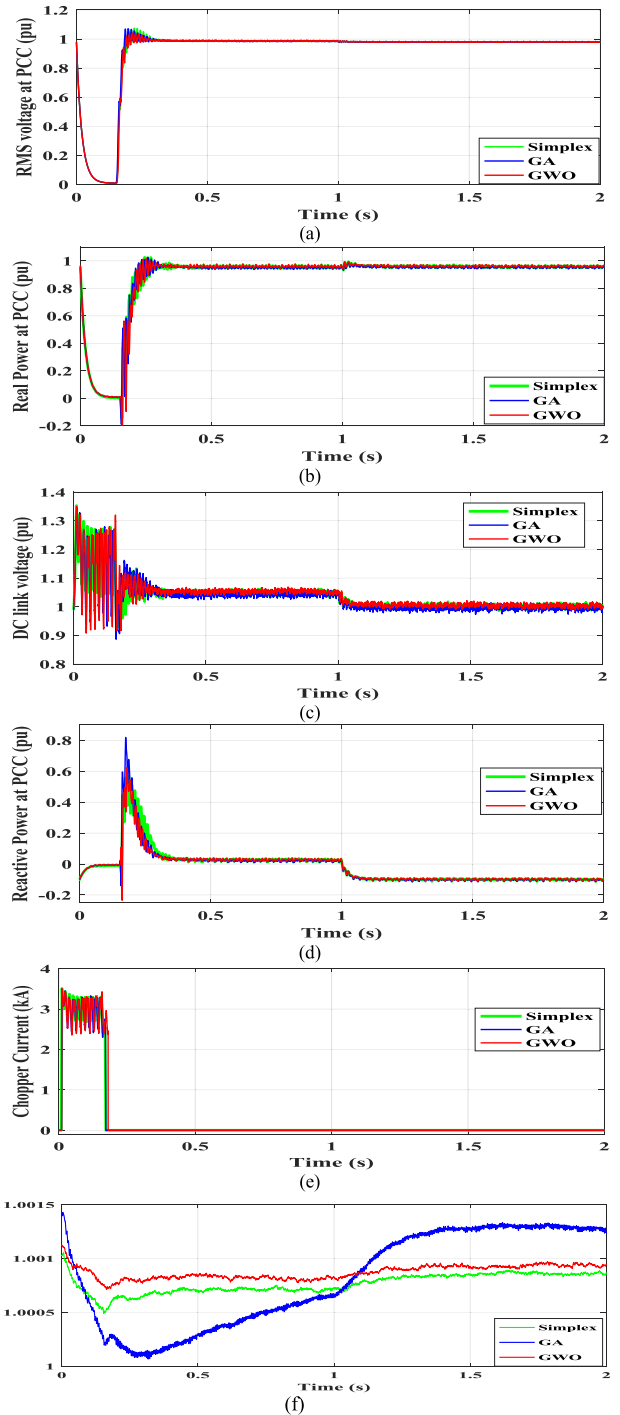 1.2
1
0.8
0.6
0.4
0.2
0
RMS voltage at PCC (pu)
Simplex
GA
GWO
0 0.5 1 1.5 2
Time (s)
(a)
1
0.8
0.6
0.4
0.2
0
-0.2
Real Power at PCC (pu)
Simplex
GA
GWO
0 0.5 1 1.5 2
Time (s)
(b)
1.4
1.3
1.2
1.1
1
0.9
0.8
DC link voltage (pu)
Simplex
GA
GWO
0 0.5 1 1.5 2
Time (s)
(c)
0.8
0.6
0.4
0.2
0
-0.2
Reactive Power at PCC (pu)
Simplex
GA
GWO
0 0.5 1 1.5 2
Time (s)
(d)
4
3
2
1
0
Chopper Current (kA)
Simplex
GA
GWO
0 0.5 1 1.5 2
Time (s)
(e)
1.0015
1.001
1.0005
1
Simplex
GA
GWO
0 0.5 1 1.5 2
Time (s)
(f)